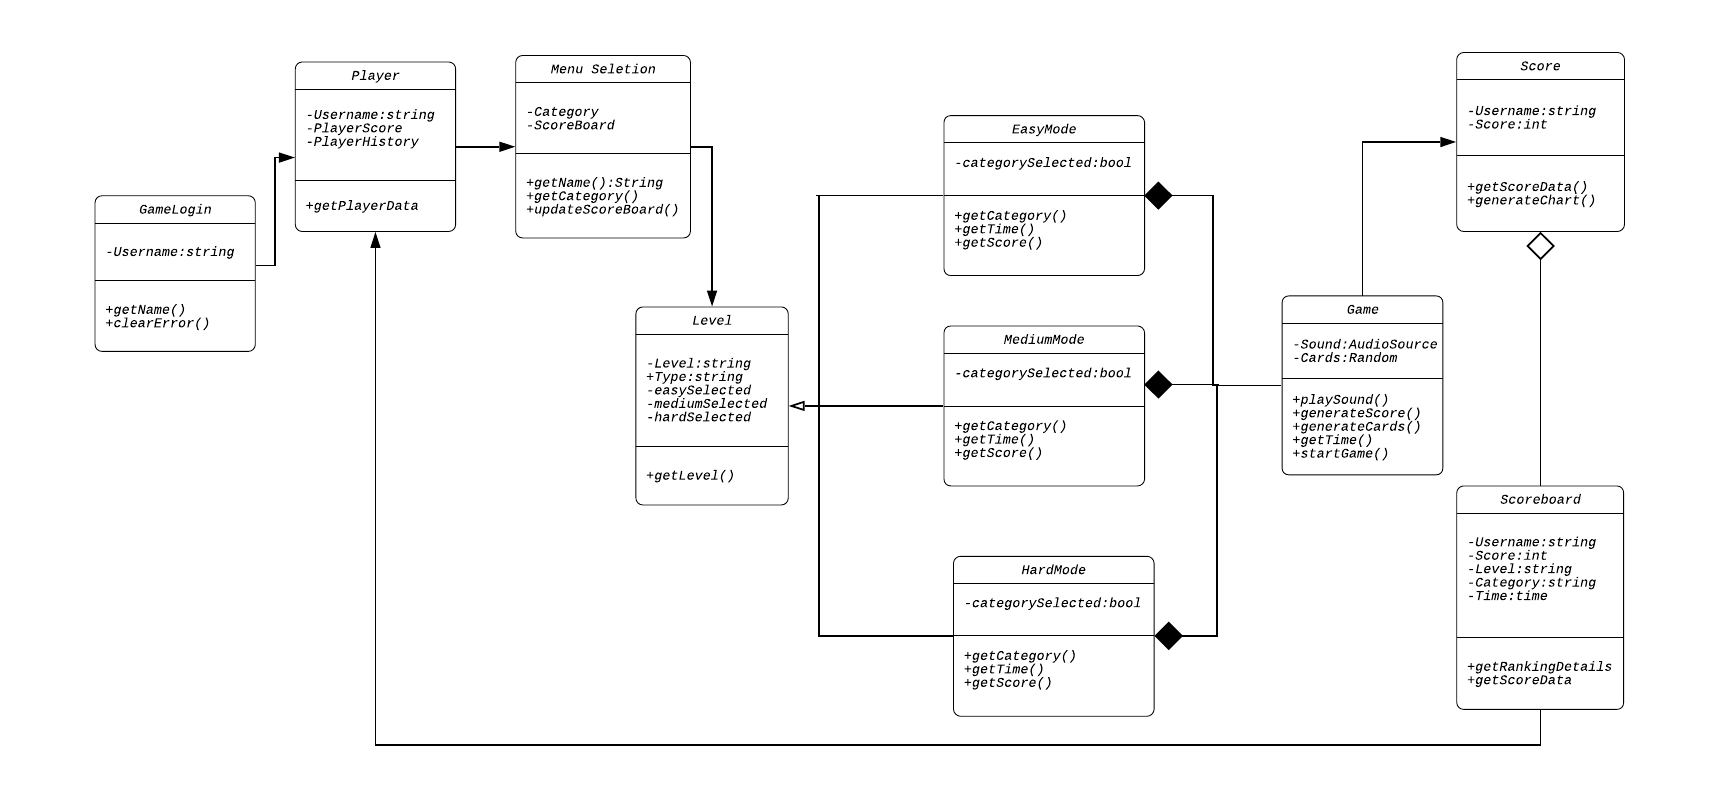 Player
-Username:string
-PlayerScore
-PlayerHistory
+getPlayerData
Menu Seletion
-Category
-ScoreBoard
+getName():String
+getCategory()
+updateScoreBoard()
GameLogin
-Username:string
+getName()
+clearError()
Level
-Level:string
+Type:string
-easySelected
-mediumSelected
-hardSelected
+getLevel()
EasyMode
-categorySelected:bool
+getCategory()
+getTime()
+getScore()
MediumMode
-categorySelected:bool
+getCategory()
+getTime()
+getScore()
HardMode
-categorySelected:bool
+getCategory()
+getTime()
+getScore()
Game
-Sound:AudioSource
-Cards:Random
+playSound()
+generateScore()
+generateCards()
+getTime()
+startGame()
Score
-Username:string
-Score:int
+getScoreData()
+generateChart()
Scoreboard
-Username:string
-Score:int
-Level:string
-Category:string
-Time:time
+getRankingDetails
+getScoreData